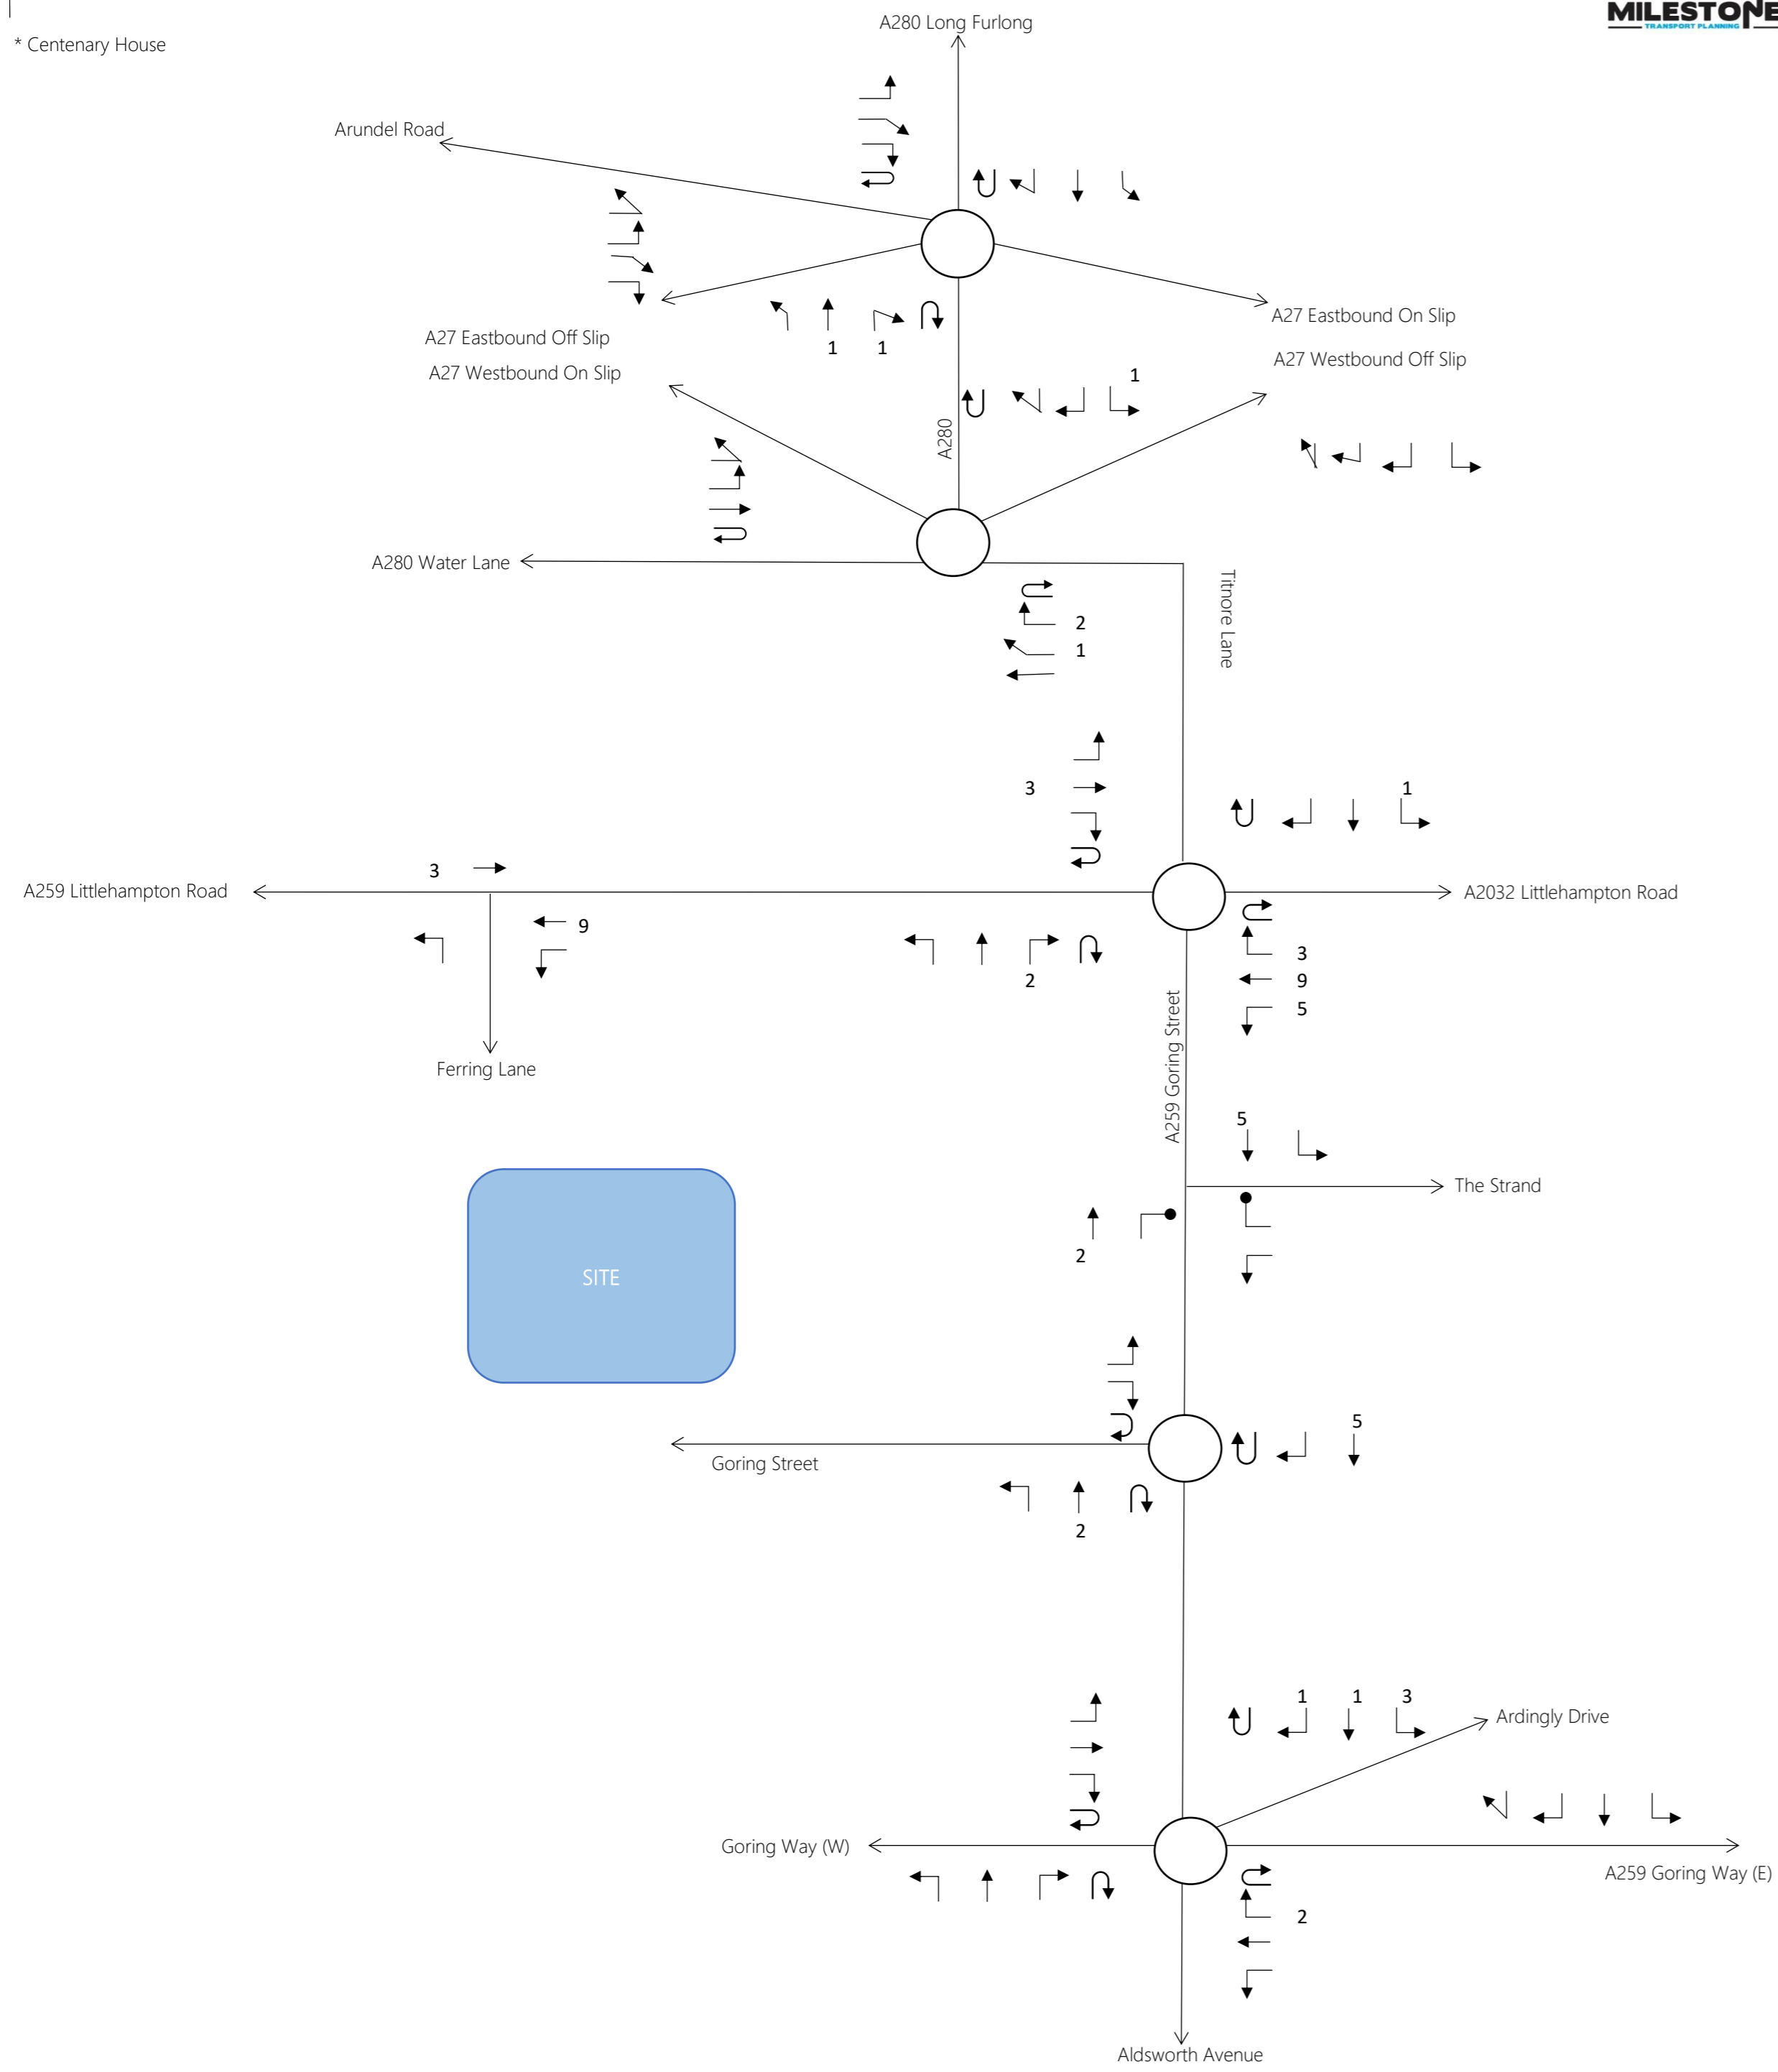 MILESTONE
TRANSPORT PLANNING
* Centenary House
A280 Long Furlong
Arundel Road
A27 Eastbound Off Slip
1 1
A27 Eastbound On Slip
A27 Westbound On Slip
A27 Westbound Off Slip
1
A280
A280 Water Lane
Titnore Lane
2
1
3
1
3
A259 Littlehampton Road
A2032 Littlehampton Road
9
2
3
9
5
A259 Goring Street
Ferring Lane
5
The Strand
2
SITE
5
Goring Street
2
1 1 3
Ardingly Drive
Goring Way (W)
A259 Goring Way (E)
2
Aldsworth Avenue